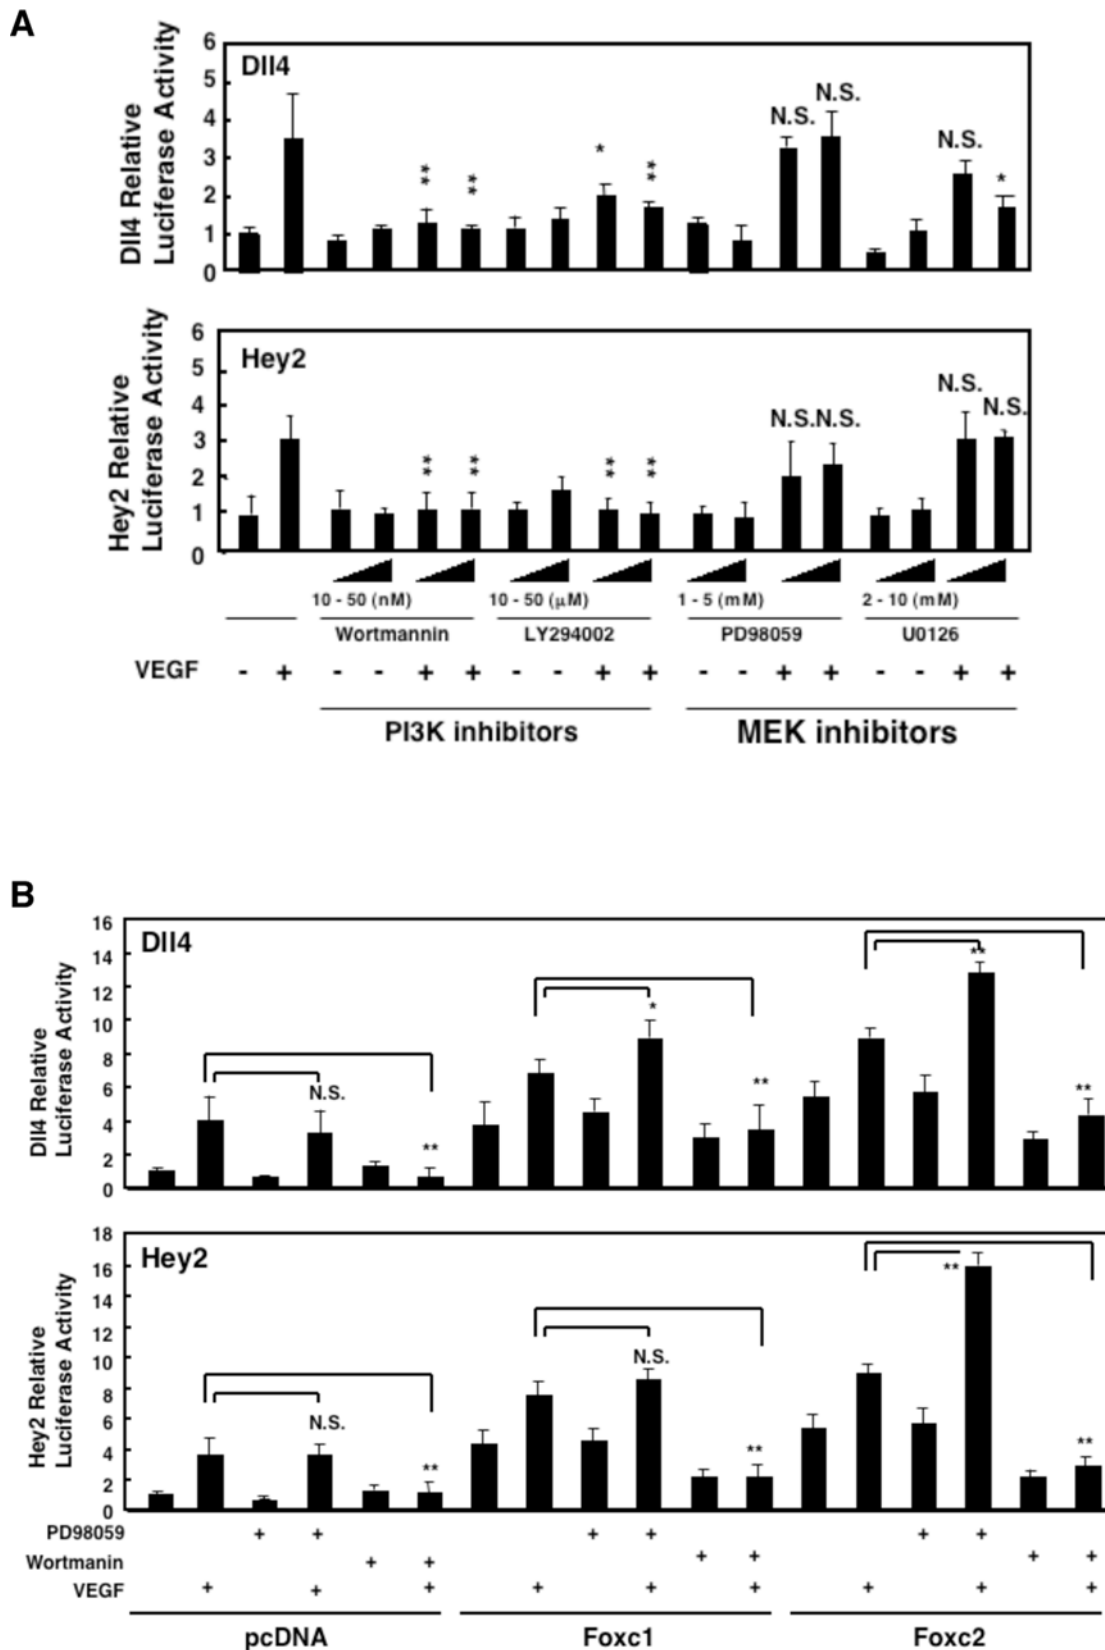 A
Dll4 Relative
Luciferase Activity
6
5
4
3
2
1
0
Dll4
** ** * ** N.S. N.S. N.S. *
Hey2 Relative
Luciferase Activity
6
5
4
3
2
1
0
Hey2
** ** ** ** N.S. N.S. N.S. N.S.
10 - 50 (nM) 10 - 50 (μM) 1 - 5 (mM) 2 - 10 (mM)
Wortmannin LY294002 PD98059 U0126
VEGF - + - - + + - - + + - - + + - - + +
PI3K inhibitors MEK inhibitors
B
Dll4 Relative
Luciferase Activity
16
14
12
10
8
6
4
2
0
Dll4
N.S. ** * ** ** **
Hey2 Relative
Luciferase Activity
18
16
14
12
10
8
6
4
2
0
Hey2
N.S. ** N.S. ** ** **
PD98059 + + + + + +
Wortmanin + + + + + +
VEGF + + + + + + + + +
pcDNA Foxc1 Foxc2